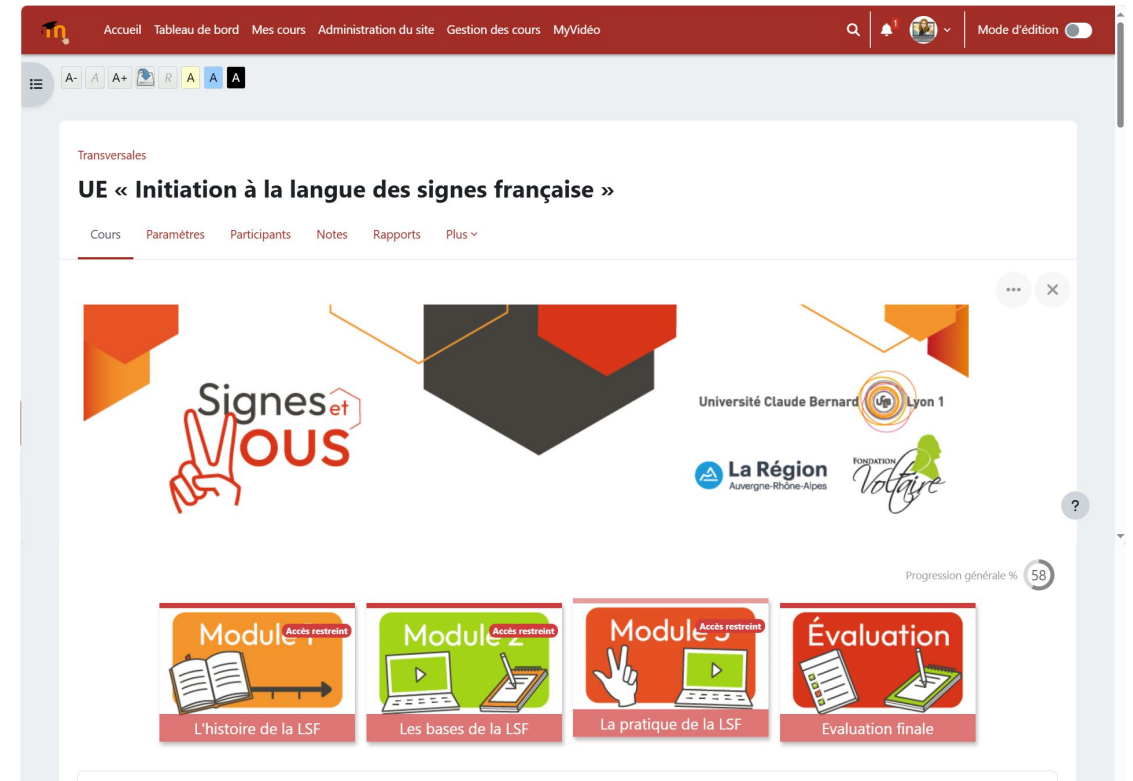 Accueil Tableau de bord Mes cours Administration du site Gestion des cours MyVidéo 1 Mode d'édition
A- A A+ R A A A
Transversales
UE « Initiation à la langue des signes française »
Cours Paramètres Participants Notes Rapports Plus
Signes et
Vous
Université Claude Bernard UCB Lyon 1
La Région
Auvergne-Rhône-Alpes
FONDATION
Voltaire
?
Progression générale % 58
Module 1 Accès restreint
Module 2 Accès restreint
Module 3 Accès restreint
Évaluation
L'histoire de la LSF
Les bases de la LSF
La pratique de la LSF
Evaluation finale